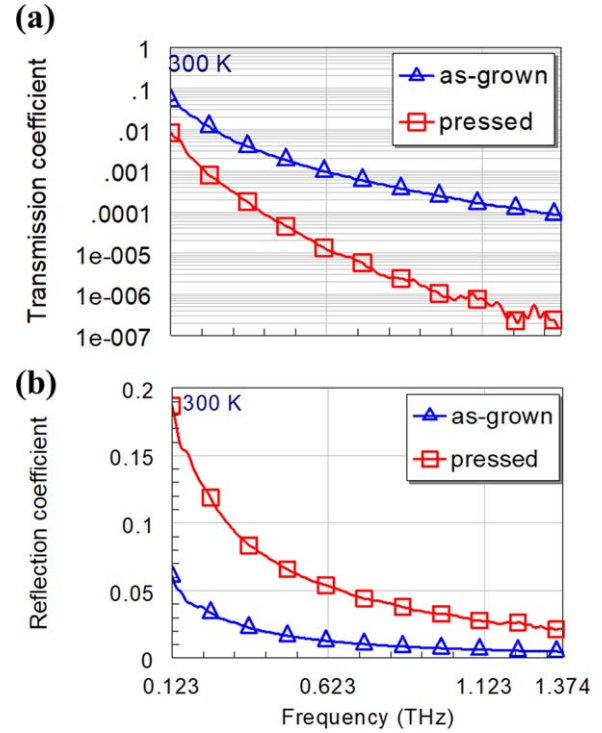 (a)
Transmission coefficient
300 K
1
.1
.01
.001
.0001
1e-005
1e-006
1e-007
as-grown
pressed
(b)
Reflection coefficient
300 K
0.2
0.15
0.1
0.05
0
as-grown
pressed
0.123 0.623 1.123 1.374
Frequency (THz)